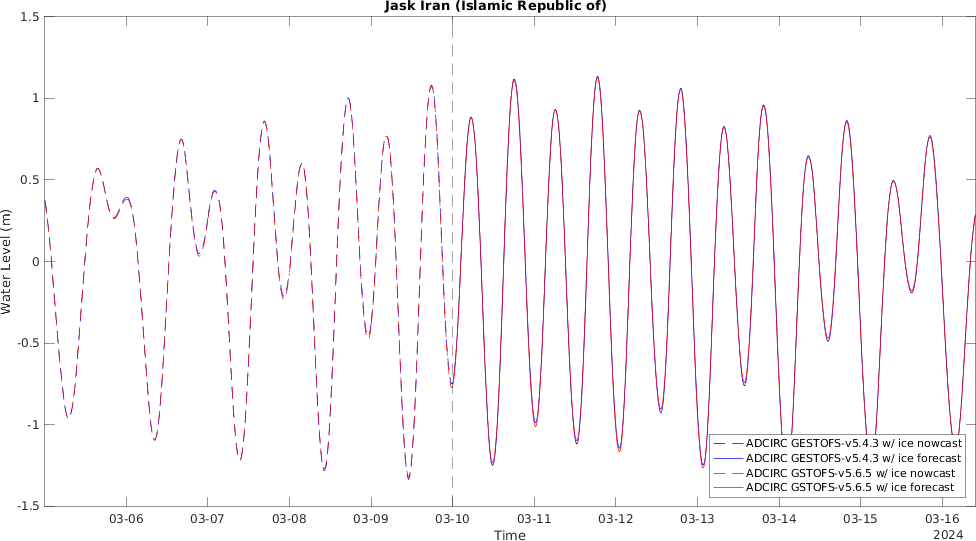 Jask Iran (Islamic Republic of)
1.5
1
0.5
0
-0.5
-1
-1.5
Water Level (m)
ADCIRC GESTOFS-v5.4.3 w/ ice nowcast
ADCIRC GESTOFS-v5.4.3 w/ ice forecast
ADCIRC GSTOFS-v5.6.5 w/ ice nowcast
ADCIRC GSTOFS-v5.6.5 w/ ice forecast
03-06 03-07 03-08 03-09 03-10 03-11 03-12 03-13 03-14 03-15 03-16
2024
Time